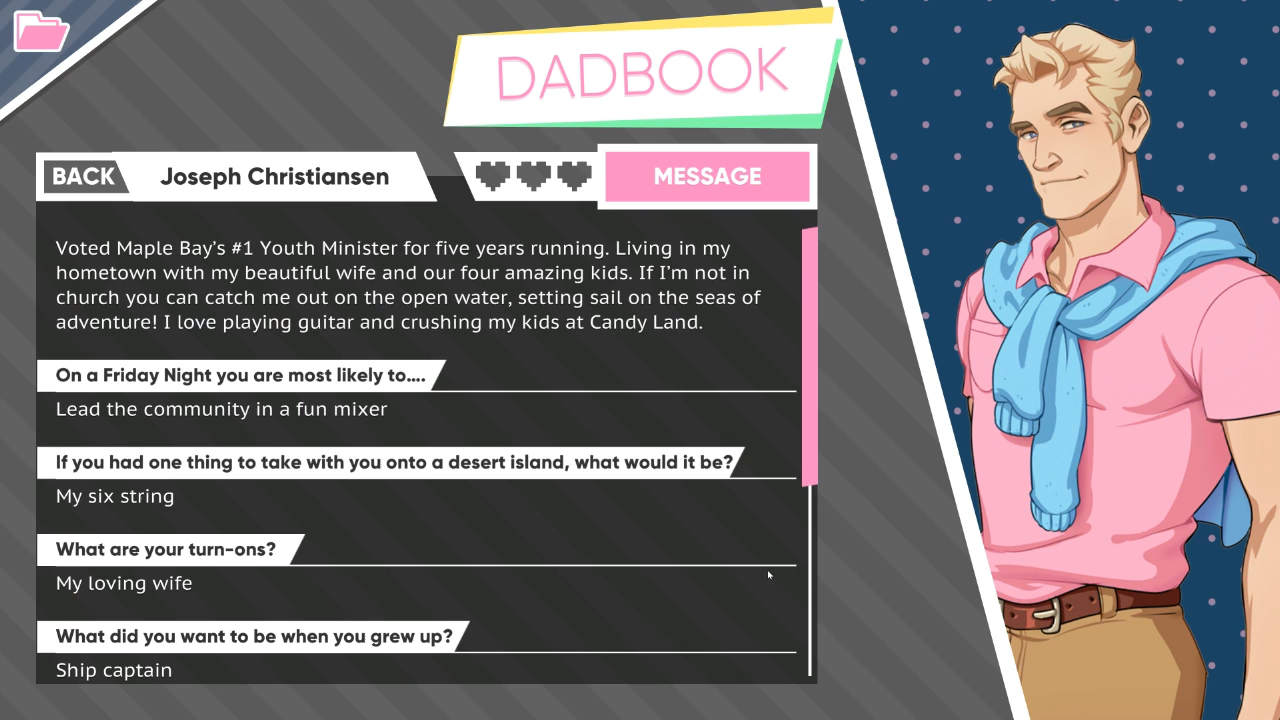 DADBOOK
BACK
Joseph Christiansen
MESSAGE
Voted Maple Bay’s #1 Youth Minister for five years running. Living in my
hometown with my beautiful wife and our four amazing kids. If I’m not in
church you can catch me out on the open water, setting sail on the seas of
adventure! I love playing guitar and crushing my kids at Candy Land.
On a Friday Night you are most likely to....
Lead the community in a fun mixer
If you had one thing to take with you onto a desert island, what would it be?
My six string
What are your turn-ons?
My loving wife
What did you want to be when you grew up?
Ship captain